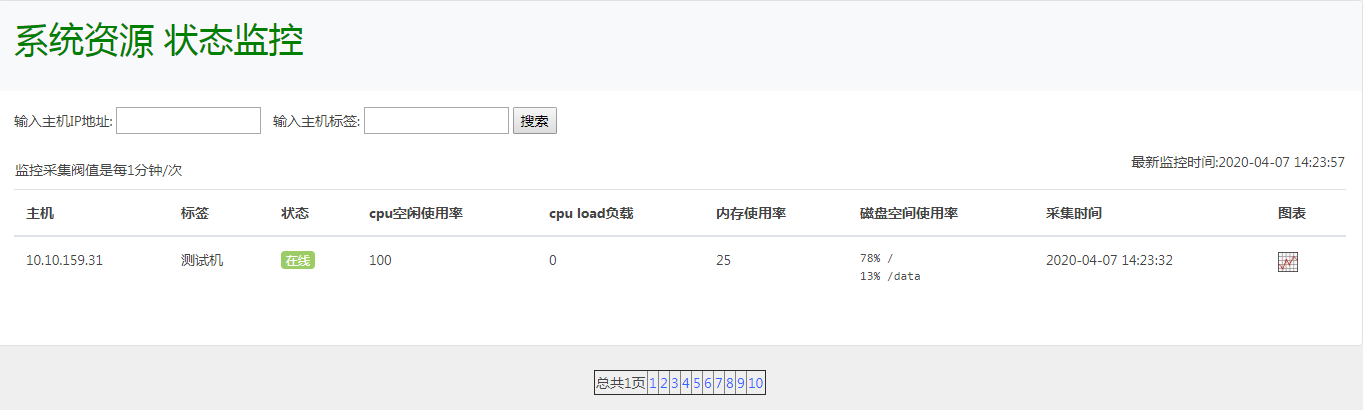 系统资源 状态监控
输入主机IP地址: 输入主机标签: 搜索
最新监控时间:2020-04-07 14:23:57
监控采集阀值是每1分钟/次
主机 标签 状态 cpu空闲使用率 cpu load负载 内存使用率 磁盘空间使用率 采集时间 图表
10.10.159.31 测试机 在线 100 0 25 78% / 2020-04-07 14:23:32
13% /data
总共1页 1 2 3 4 5 6 7 8 9 10